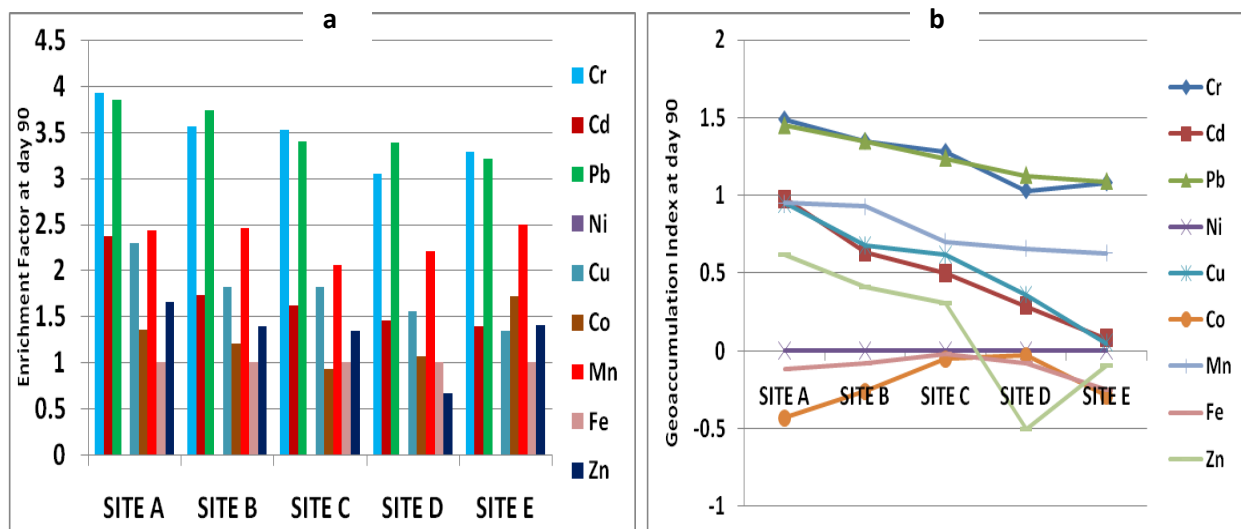 a
Enrichment Factor at day 90
4.5
4
3.5
3
2.5
2
1.5
1
0.5
0
SITE A SITE B SITE C SITE D SITE E
Cr
Cd
Pb
Ni
Cu
Co
Mn
Fe
Zn
b
Geoaccumulation Index at day 90
2
1.5
1
0.5
0
-0.5
-1
SITE A SITE B SITE C SITE D SITE E
Cr
Cd
Pb
Ni
Cu
Co
Mn
Fe
Zn